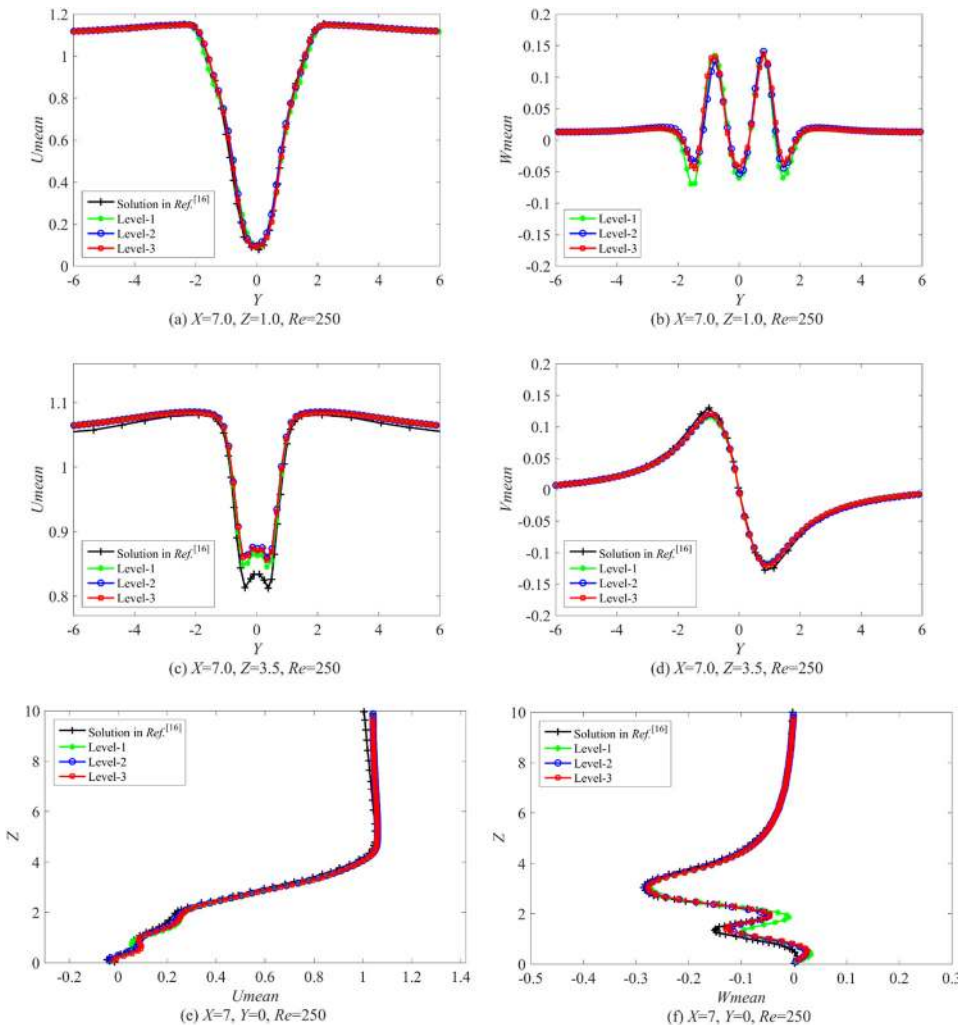 1.2
1
0.8
0.6
0.4
0.2
0
Umean
Solution in Ref.[16]
Level-1
Level-2
Level-3
-6 -4 -2 0 2 4 6
Y
(a) X=7.0, Z=1.0, Re=250
0.2
0.15
0.1
0.05
0
-0.05
-0.1
-0.15
-0.2
Wmean
Level-1
Level-2
Level-3
-6 -4 -2 0 2 4 6
Y
(b) X=7.0, Z=1.0, Re=250
1.1
1
0.9
0.8
Umean
Solution in Ref.[16]
Level-1
Level-2
Level-3
-6 -4 -2 0 2 4 6
Y
(c) X=7.0, Z=3.5, Re=250
0.2
0.15
0.1
0.05
0
-0.05
-0.1
-0.15
-0.2
Vmean
Solution in Ref.[16]
Level-1
Level-2
Level-3
-6 -4 -2 0 2 4 6
Y
(d) X=7.0, Z=3.5, Re=250
10
8
6
4
2
0
Z
Solution in Ref.[16]
Level-1
Level-2
Level-3
-0.2 0 0.2 0.4 0.6 0.8 1 1.2 1.4
Umean
(e) X=7, Y=0, Re=250
10
8
6
4
2
0
Z
Solution in Ref.[16]
Level-1
Level-2
Level-3
-0.5 -0.4 -0.3 -0.2 -0.1 0 0.1 0.2 0.3
Wmean
(f) X=7, Y=0, Re=250